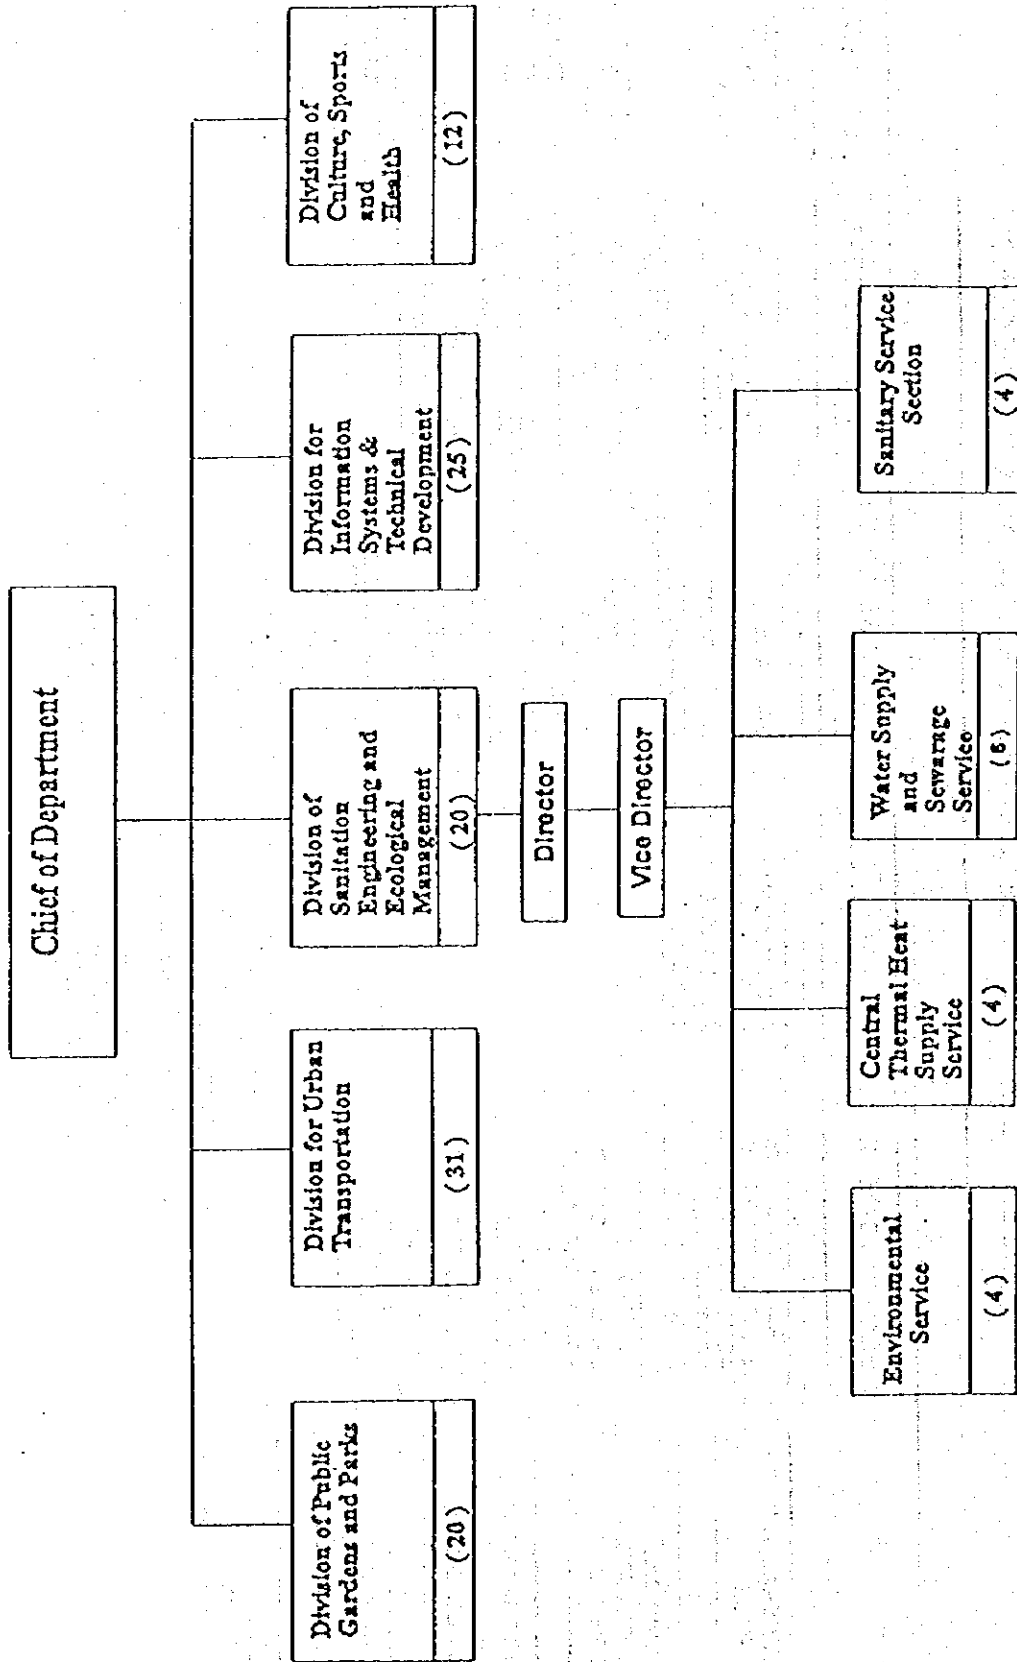 Chief of Department
Division of Public
Gardens and Parks
(20)
Division for Urban
Transportation
(31)
Division of
Sanitation
Engineering and
Ecological
Management
(20)
Division for
Information
Systems &
Technical
Development
(25)
Division of
Culture, Sports
and
Health
(12)
Director
Vice Director
Environmental
Service
(4)
Central
Thermal Heat
Supply
Service
(4)
Water Supply
and
Sewarage
Service
(6)
Sanitary Service
Section
(4)